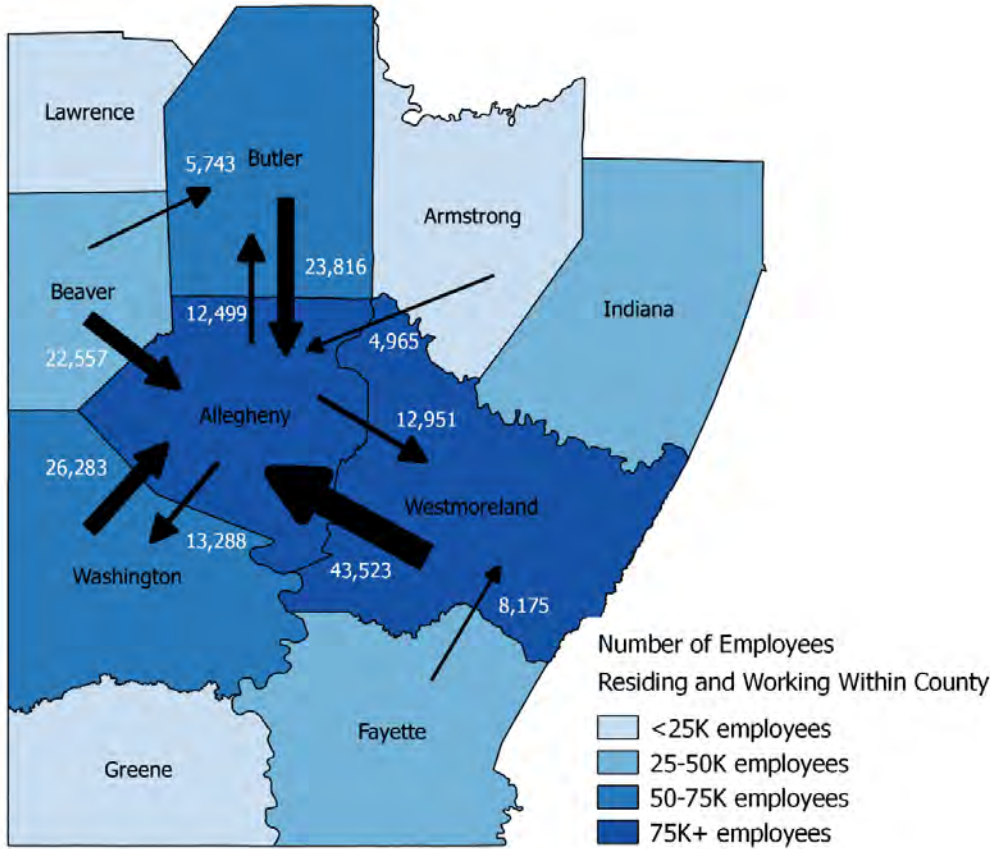 Lawrence
5,743
Butler
Armstrong
23,816
Beaver
12,499
Indiana
4,965
22,557
Allegheny
12,951
26,283
Westmoreland
13,288
43,523
Washington
8,175
Number of Employees
Residing and Working Within County
<25K employees
Fayette
25-50K employees
Greene
50-75K employees
75K+ employees